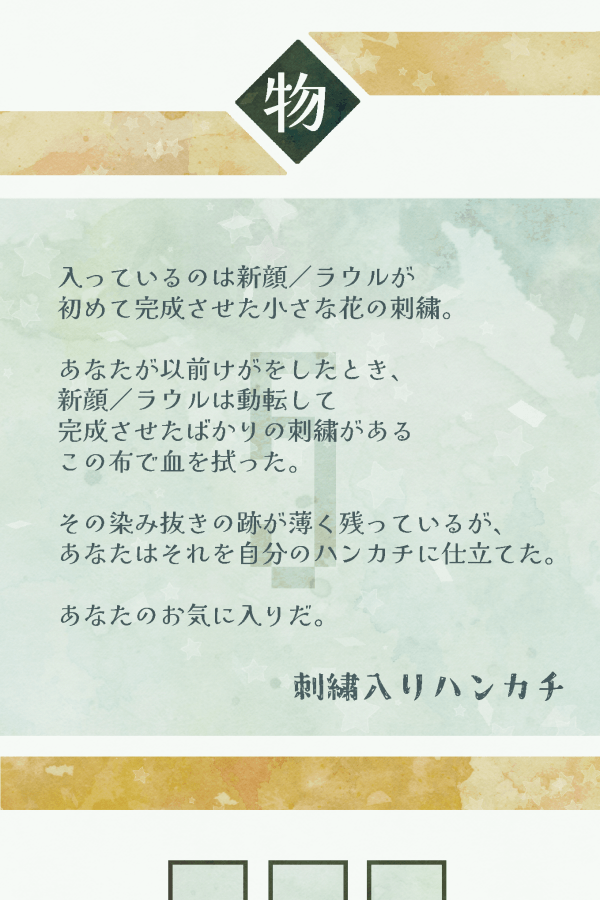 物
入っているのは新顔／ラウルが
初めて完成させた小さな花の刺繍。
あなたが以前けがをしたとき、
新顔／ラウルは動転して
完成させたばかりの刺繍がある
この布で血を拭った。
その染み抜きの跡が薄く残っているが、
あなたはそれを自分のハンカチに仕立てた。
あなたのお気に入りだ。
刺繍入りハンカチ